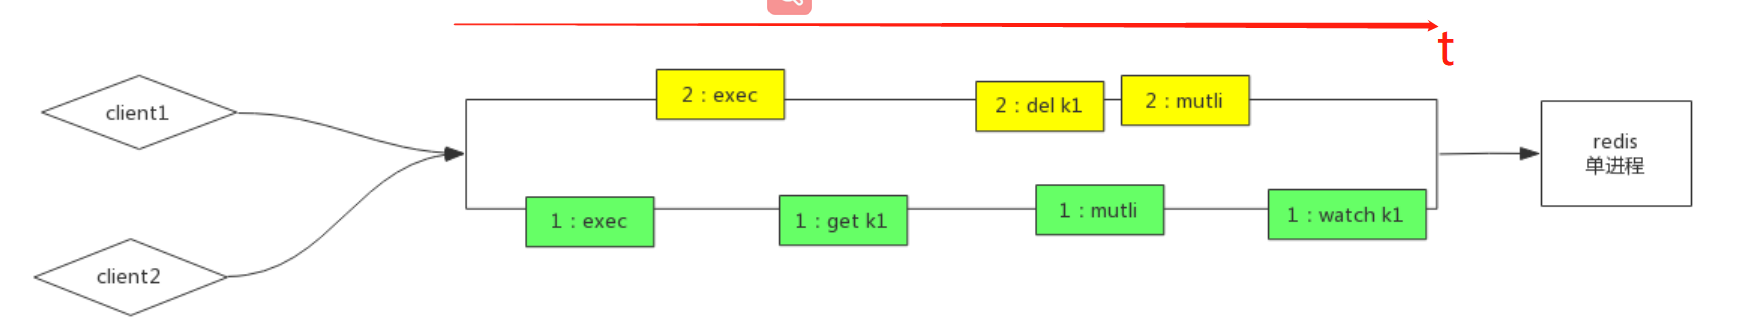 t
client1
2：exec
2：del k1
2：mutli
redis
单进程
client2
1：exec
1：get k1
1：mutli
1：watch k1